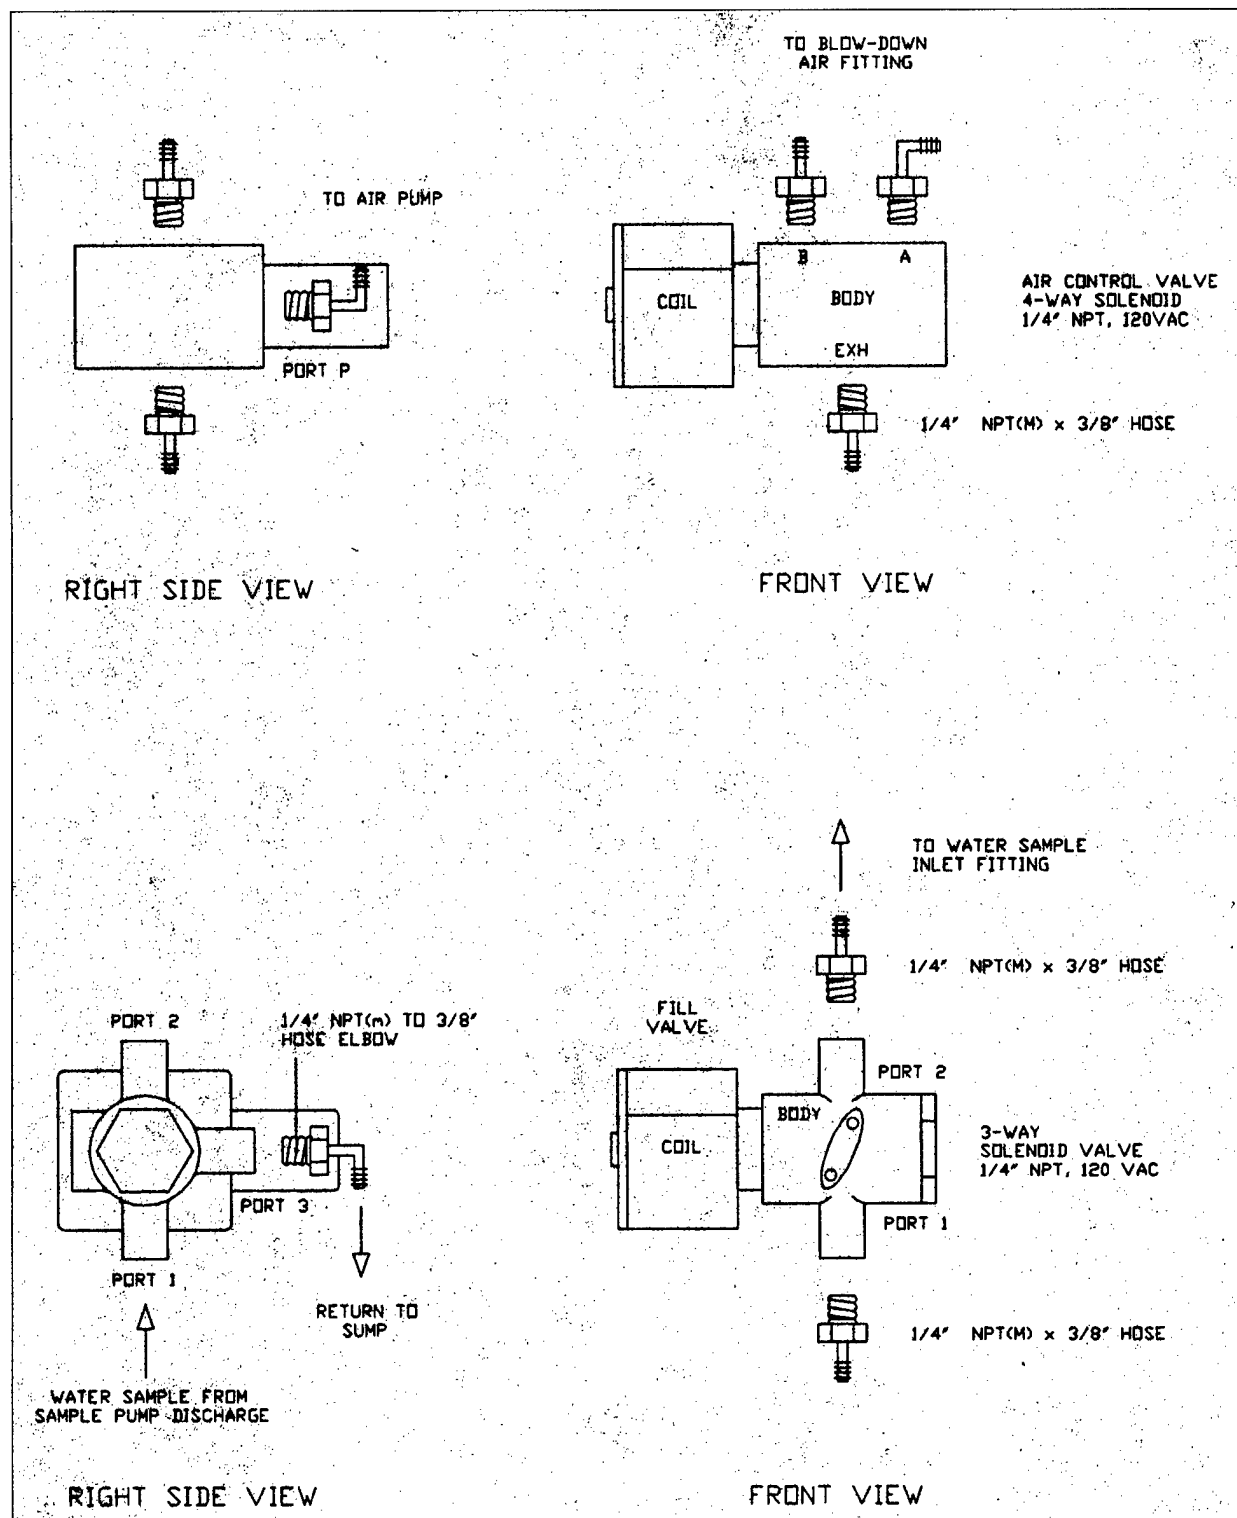 TO BLOW-DOWN
AIR FITTING
TO AIR PUMP
B
A
COIL
BODY
EXH
AIR CONTROL VALVE
4-WAY SOLENOID
1/4" NPT, 120VAC
PORT P
1/4" NPT(M) x 3/8" HOSE
RIGHT SIDE VIEW
FRONT VIEW
TO WATER SAMPLE
INLET FITTING
1/4" NPT(M) x 3/8" HOSE
FILL
VALVE
PORT 2
1/4" NPT(m) TO 3/8"
HOSE ELBOW
PORT 2
BODY
COIL
3-WAY
SOLENOID VALVE
1/4" NPT, 120 VAC
PORT 3
PORT 1
PORT 1
RETURN TO
SUMP
1/4" NPT(M) x 3/8" HOSE
WATER SAMPLE FROM
SAMPLE PUMP DISCHARGE
RIGHT SIDE VIEW
FRONT VIEW